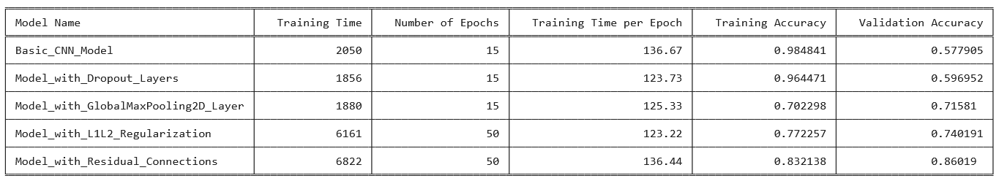 Model Name Training Time Number of Epochs Training Time per Epoch Training Accuracy Validation Accuracy
Basic_CNN_Model 2050 15 136.67 0.984841 0.577905
Model_with_Dropout_Layers 1856 15 123.73 0.964471 0.596952
Model_with_GlobalMaxPooling2D_Layer 1880 15 125.33 0.702298 0.71581
Model_with_L1L2_Regularization 6161 50 123.22 0.772257 0.740191
Model_with_Residual_Connections 6822 50 136.44 0.832138 0.86019